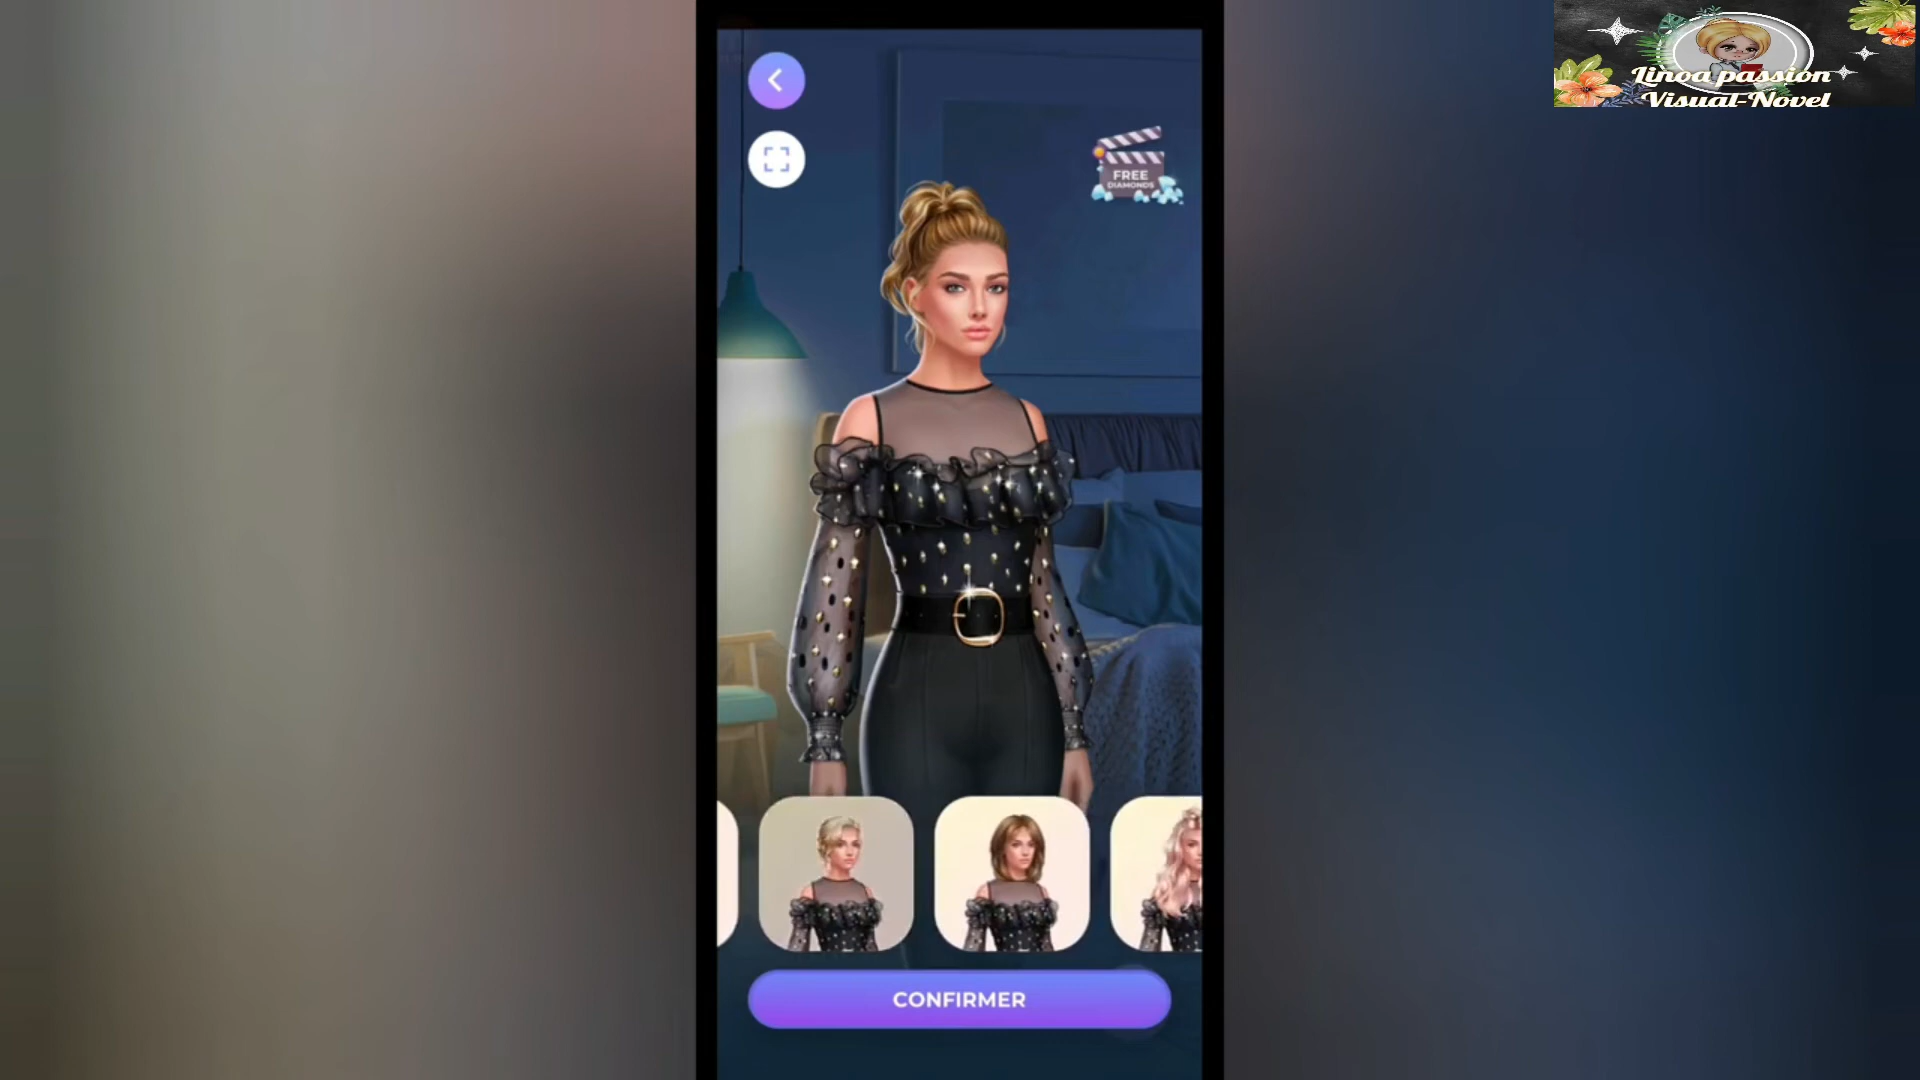 Linoa passion
Visual-Novel
FREE
DIAMONDS
CONFIRMER